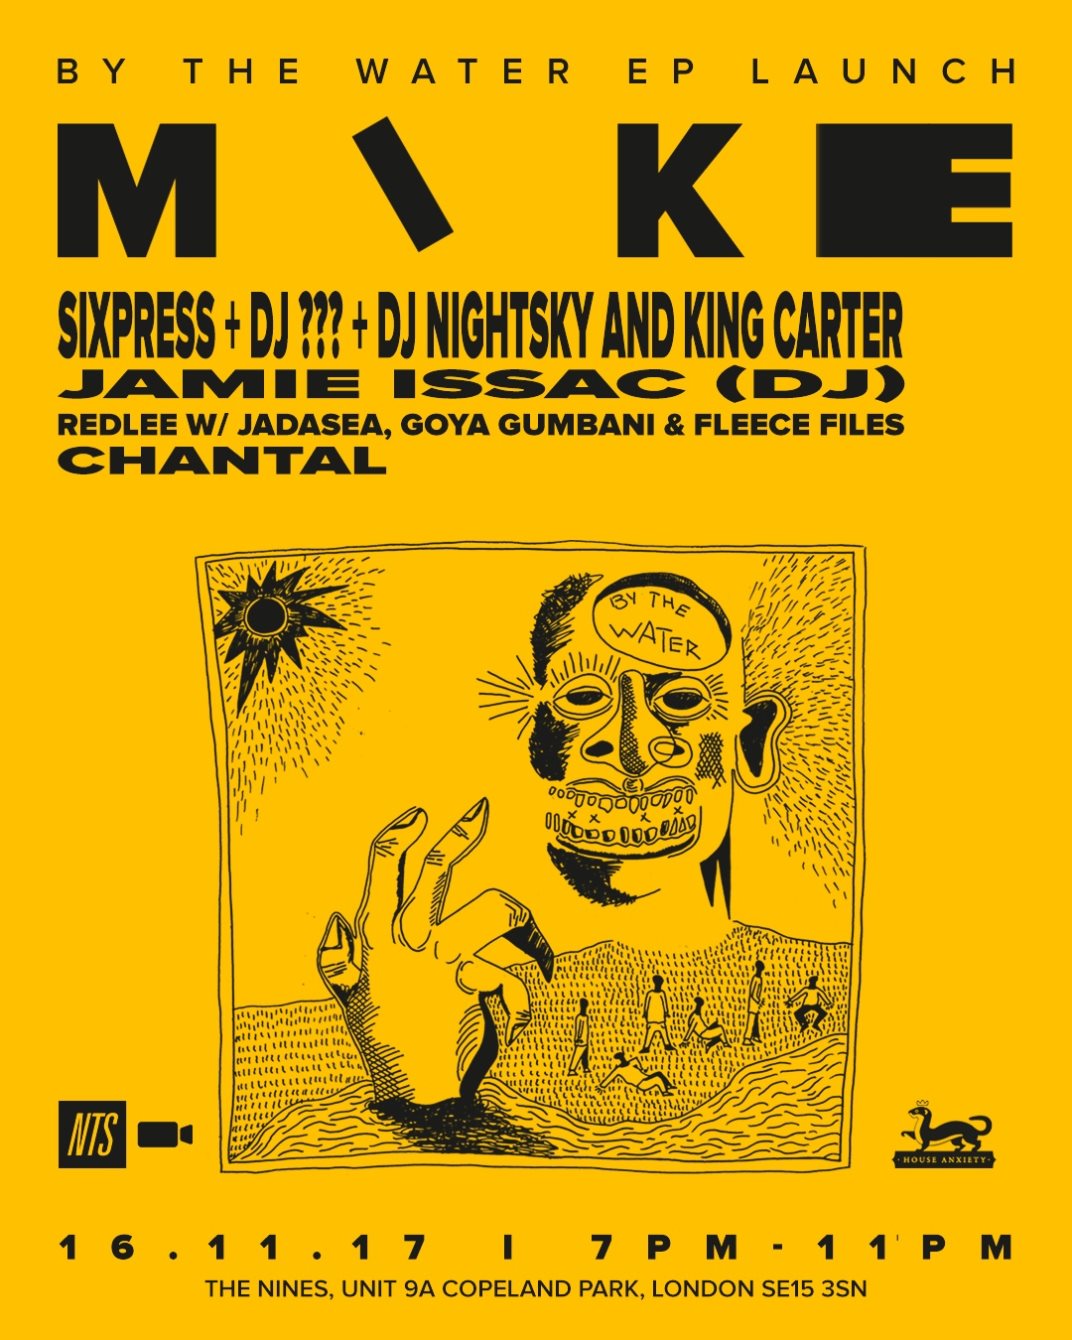 BY THE WATER EP LAUNCH
M\KE
SIXPRESS + DJ ??? + DJ NIGHTSKY AND KING CARTER
JAMIE ISSAC (DJ)
REDLEE W/ JADASEA, GOYA GUMBANI & FLEECE FILES
CHANTAL
BY THE
WATER
NTS
· HOUSE ANXIETY ·
16.11.17 | 7PM-11PM
THE NINES, UNIT 9A COPELAND PARK, LONDON SE15 3SN